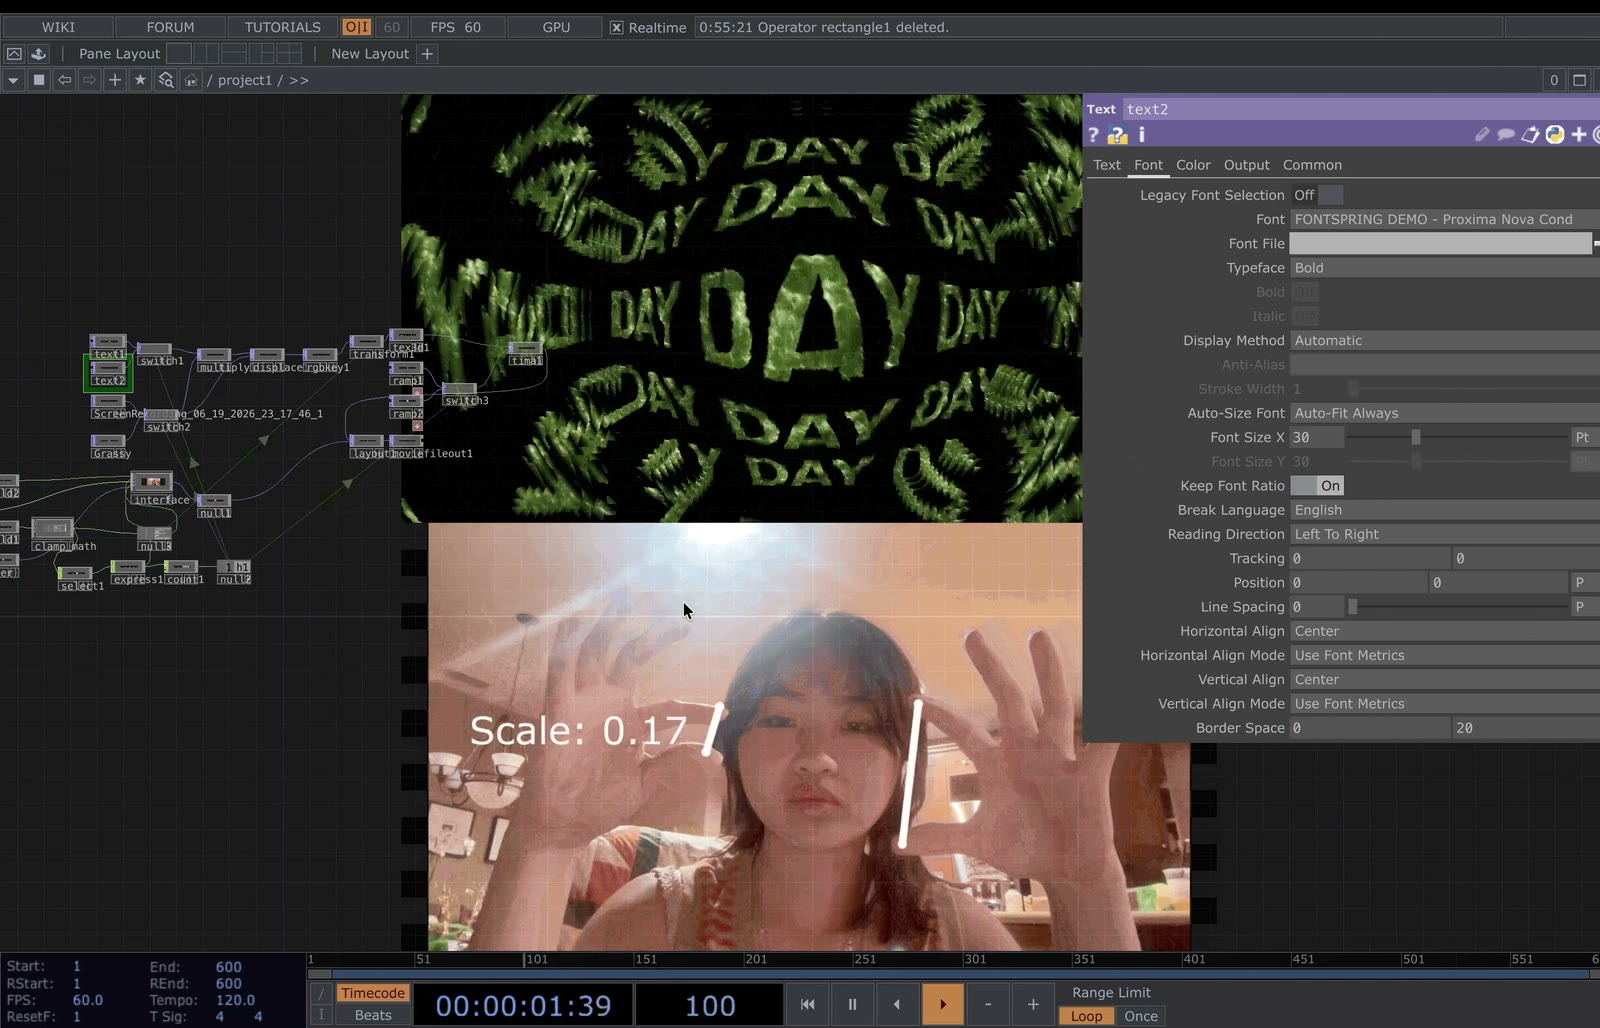 WIKI FORUM TUTORIALS O|I 60 FPS 60 GPU Realtime 0:55:21 Operator rectangle1 deleted.
Pane Layout New Layout +
/ project1 / >> 0
Text text2
? ? i
Text Font Color Output Common
Legacy Font Selection Off
Font FONTSPRING DEMO - Proxima Nova Cond
Font File
Typeface Bold
Bold Off
Italic Off
Display Method Automatic
Anti-Alias
Stroke Width 1
Auto-Size Font Auto-Fit Always
Font Size X 30 Pt
Font Size Y 30 Pt
Keep Font Ratio On
Break Language English
Reading Direction Left To Right
Tracking 0 0
Position 0 0 P
Line Spacing 0 P
Horizontal Align Center
Horizontal Align Mode Use Font Metrics
Vertical Align Center
Vertical Align Mode Use Font Metrics
Border Space 0 20
DAY DAY
DAY
DAY DAY
DAY DAY DAY
DAY DAY
DAY
DAY
text1
switch1
text2
multiply displace rgbkey1
transform1
ramp1
ramp2
switch3
switch2
Grassy
interface
null1
clamp math
null3
select1
express1
count1
null2
Scale: 0.17
Start: 1 End: 600
RStart: 1 REnd: 600
FPS: 60.0 Tempo: 120.0
ResetF: 1 T Sig: 4 4
1 51 101 151 201 251 301 351 401 451 501 551
Timecode
Beats
00:00:01:39
100
- +
Range Limit
Loop Once